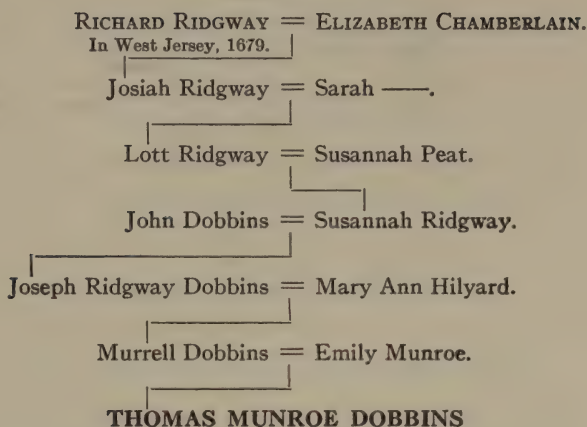 RICHARD RIDGWAY = ELIZABETH CHAMBERLAIN.
In West Jersey, 1679.
Josiah Ridgway = Sarah ——.
Lott Ridgway = Susannah Peat.
John Dobbins = Susannah Ridgway.
Joseph Ridgway Dobbins = Mary Ann Hilyard.
Murrell Dobbins = Emily Munroe.
THOMAS MUNROE DOBBINS